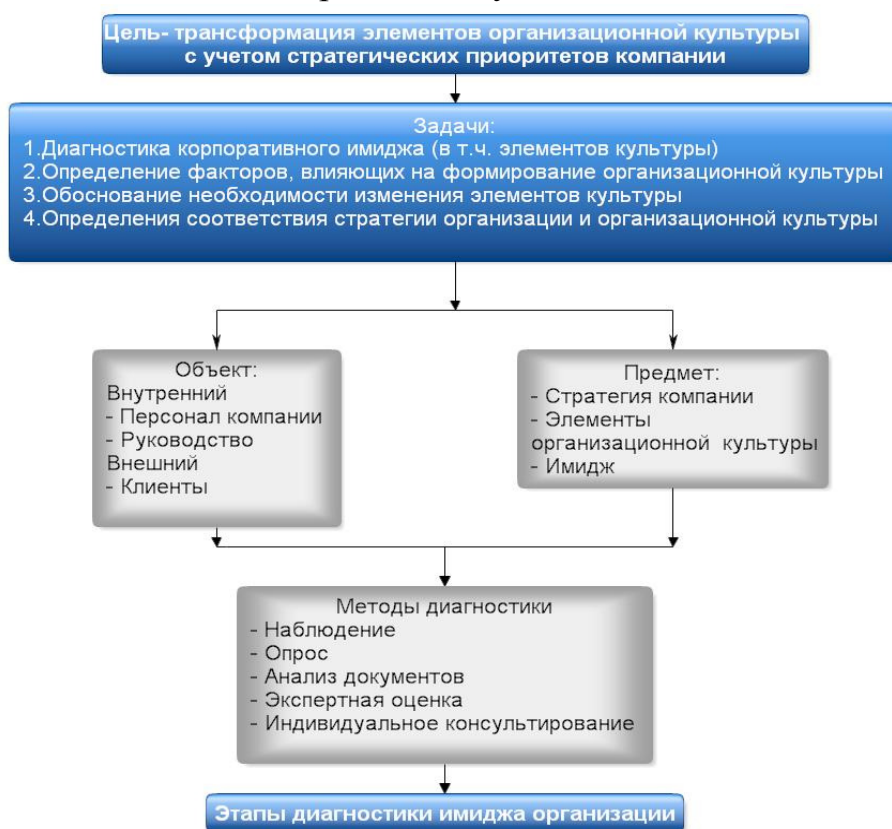 Цель- трансформация элементов организационной культуры
с учетом стратегических приоритетов компании
Задачи:
1.Диагностика корпоративного имиджа (в т.ч. элементов культуры)
2.Определение факторов, влияющих на формирование организационной культуры
3.Обоснование необходимости изменения элементов культуры
4.Определения соответствия стратегии организации и организационной культуры
Объект:
Внутренний
- Персонал компании
- Руководство
Внешний
- Клиенты
Предмет:
- Стратегия компании
- Элементы
организационной культуры
- Имидж
Методы диагностики
- Наблюдение
- Опрос
- Анализ документов
- Экспертная оценка
- Индивидуальное консультирование
Этапы диагностики имиджа организации